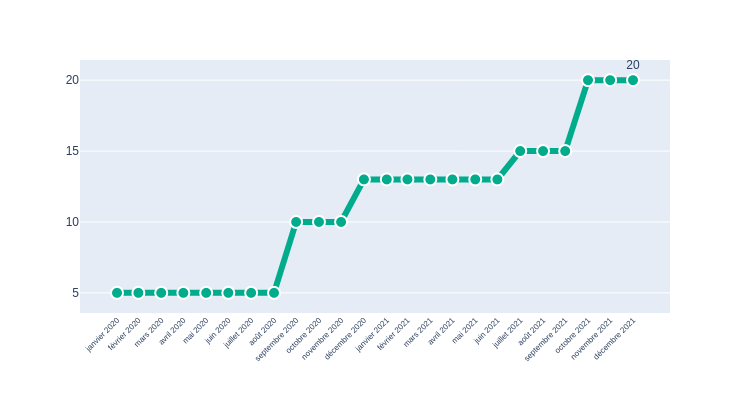 20
20
15
10
5
janvier 2020
février 2020
mars 2020
avril 2020
mai 2020
juin 2020
juillet 2020
août 2020
septembre 2020
octobre 2020
novembre 2020
décembre 2020
janvier 2021
février 2021
mars 2021
avril 2021
mai 2021
juin 2021
juillet 2021
août 2021
septembre 2021
octobre 2021
novembre 2021
décembre 2021